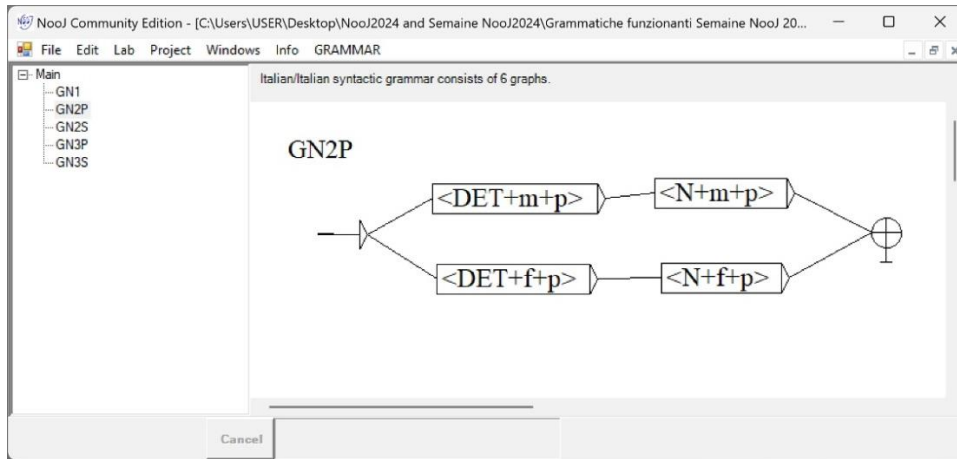 NooJ Community Edition - [C:\Users\USER\Desktop\NooJ2024 and Semaine NooJ2024\Grammatiche funzionanti Semaine NooJ 20...
File Edit Lab Project Windows Info GRAMMAR
Main
GN1
GN2P
GN2S
GN3P
GN3S
Italian/Italian syntactic grammar consists of 6 graphs.
GN2P
<DET+m+p> <N+m+p>
<DET+f+p> <N+f+p>
Cancel